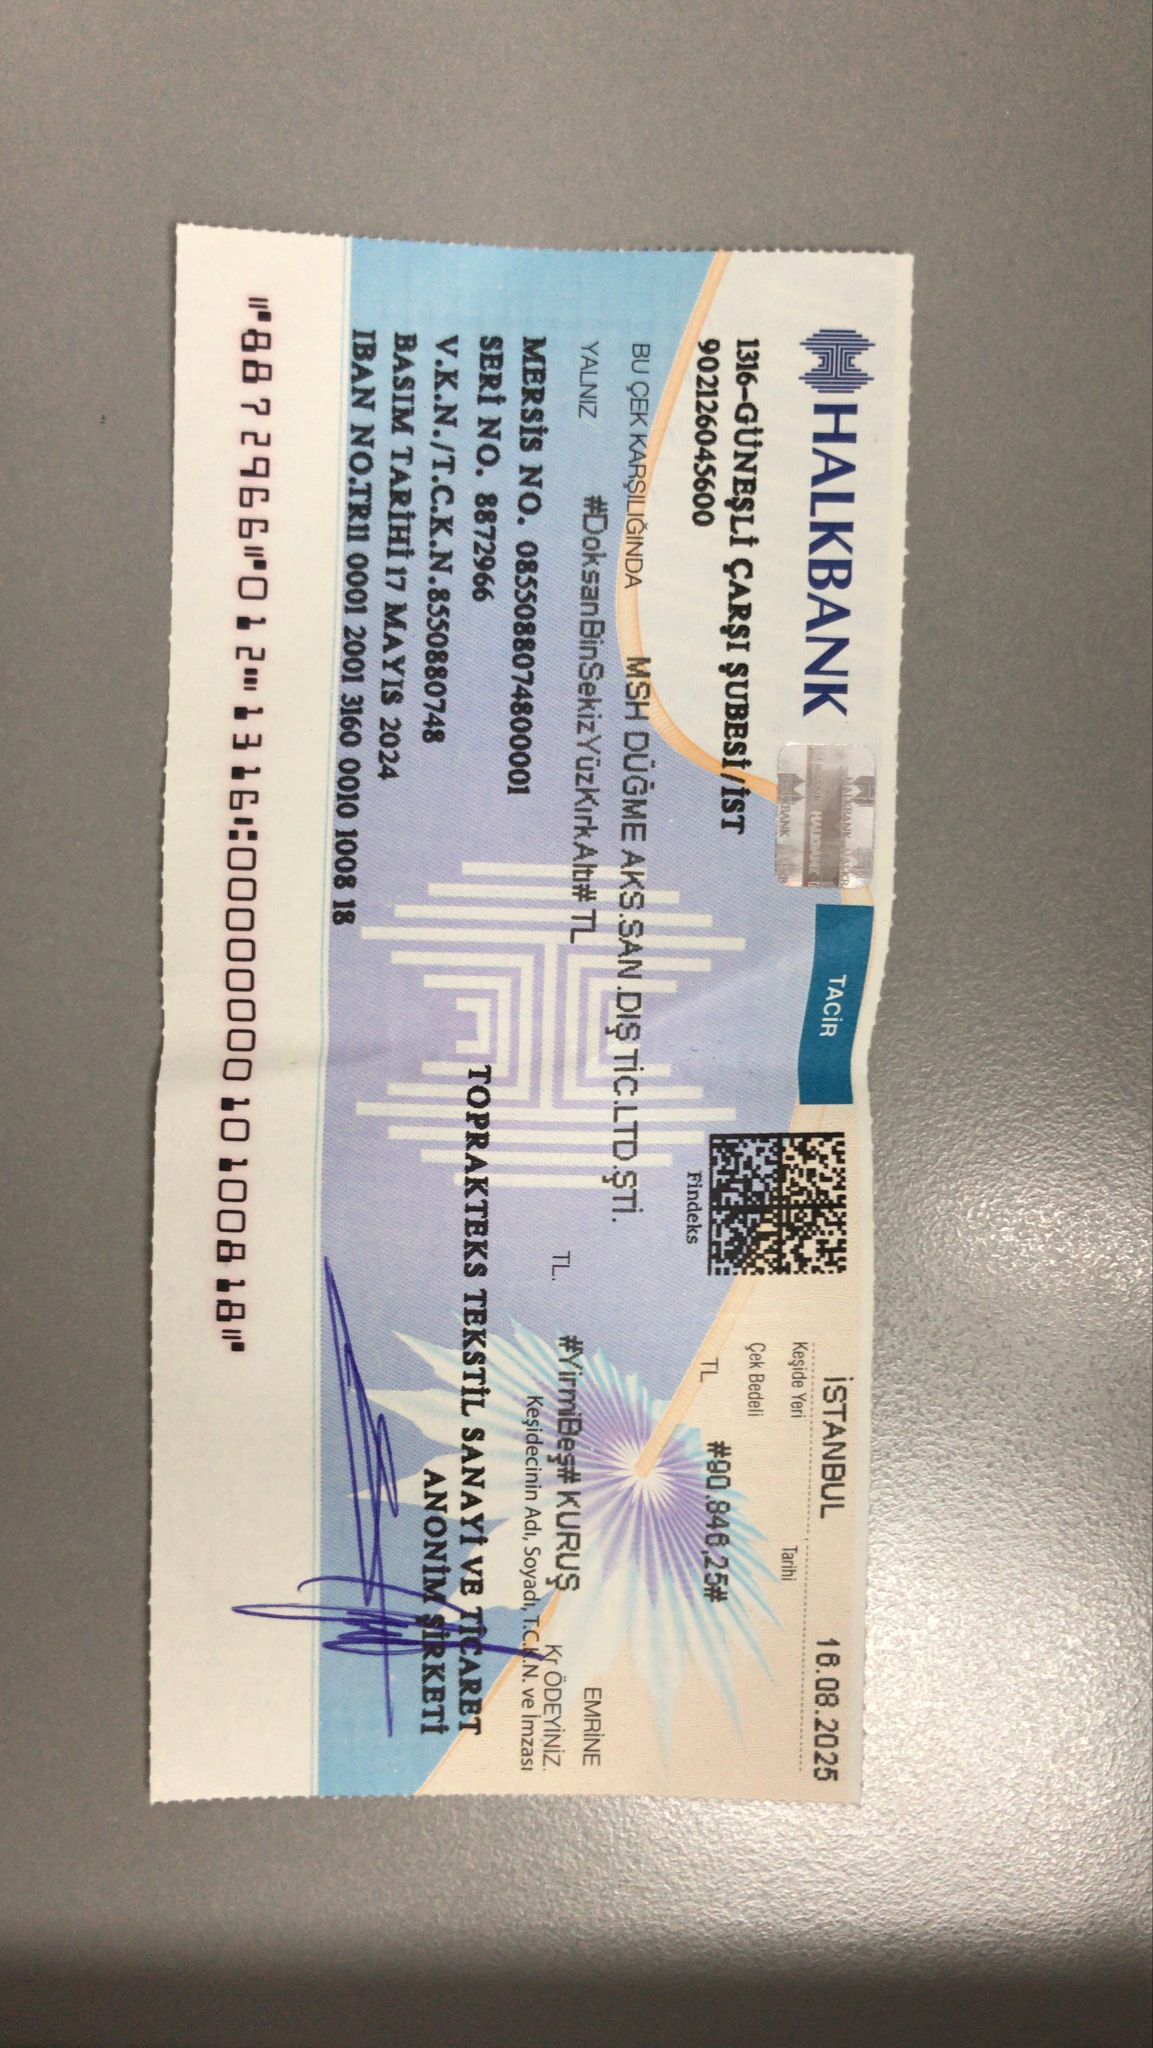 HALKBANK
TACİR
İSTANBUL 16.08.2025
Keşide Yeri Tarihi
1316-GÜNEŞLİ ÇARŞI ŞUBESİ/İST
902126045600
Findeks
Çek Bedeli
TL #90.846,25#
BU ÇEK KARŞILIĞINDA MSH DÜĞME AKS.SAN.DIŞ TİC.LTD.ŞTİ. EMRİNE
YALNIZ #DoksanBinSekizYüzKırkAltı# TL TL. #YirmiBeş# KURUŞ Kr ÖDEYİNİZ.
Keşidecinin Adı, Soyadı, T.C.K.N. ve İmzası
MERSİS NO. 0855088074800001
SERİ NO. 8872966
V.K.N./T.C.K.N.8550880748
BASIM TARİHİ 17 MAYIS 2024
IBAN NO.TR11 0001 2001 3160 0010 1008 18
TOPRAKTEKS TEKSTİL SANAYİ VE TİCARET
ANONİM ŞİRKETİ
⑈8872966⑈012⑉1316⑆0000000010100818⑈